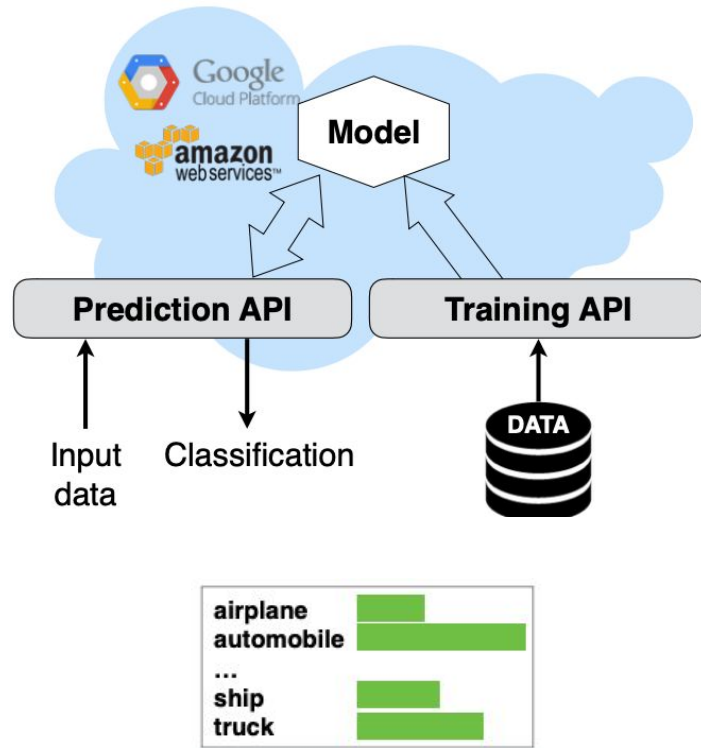 Google
Cloud Platform
amazon
web services™
Model
Prediction API
Training API
Input
data
Classification
DATA
airplane
automobile
...
ship
truck